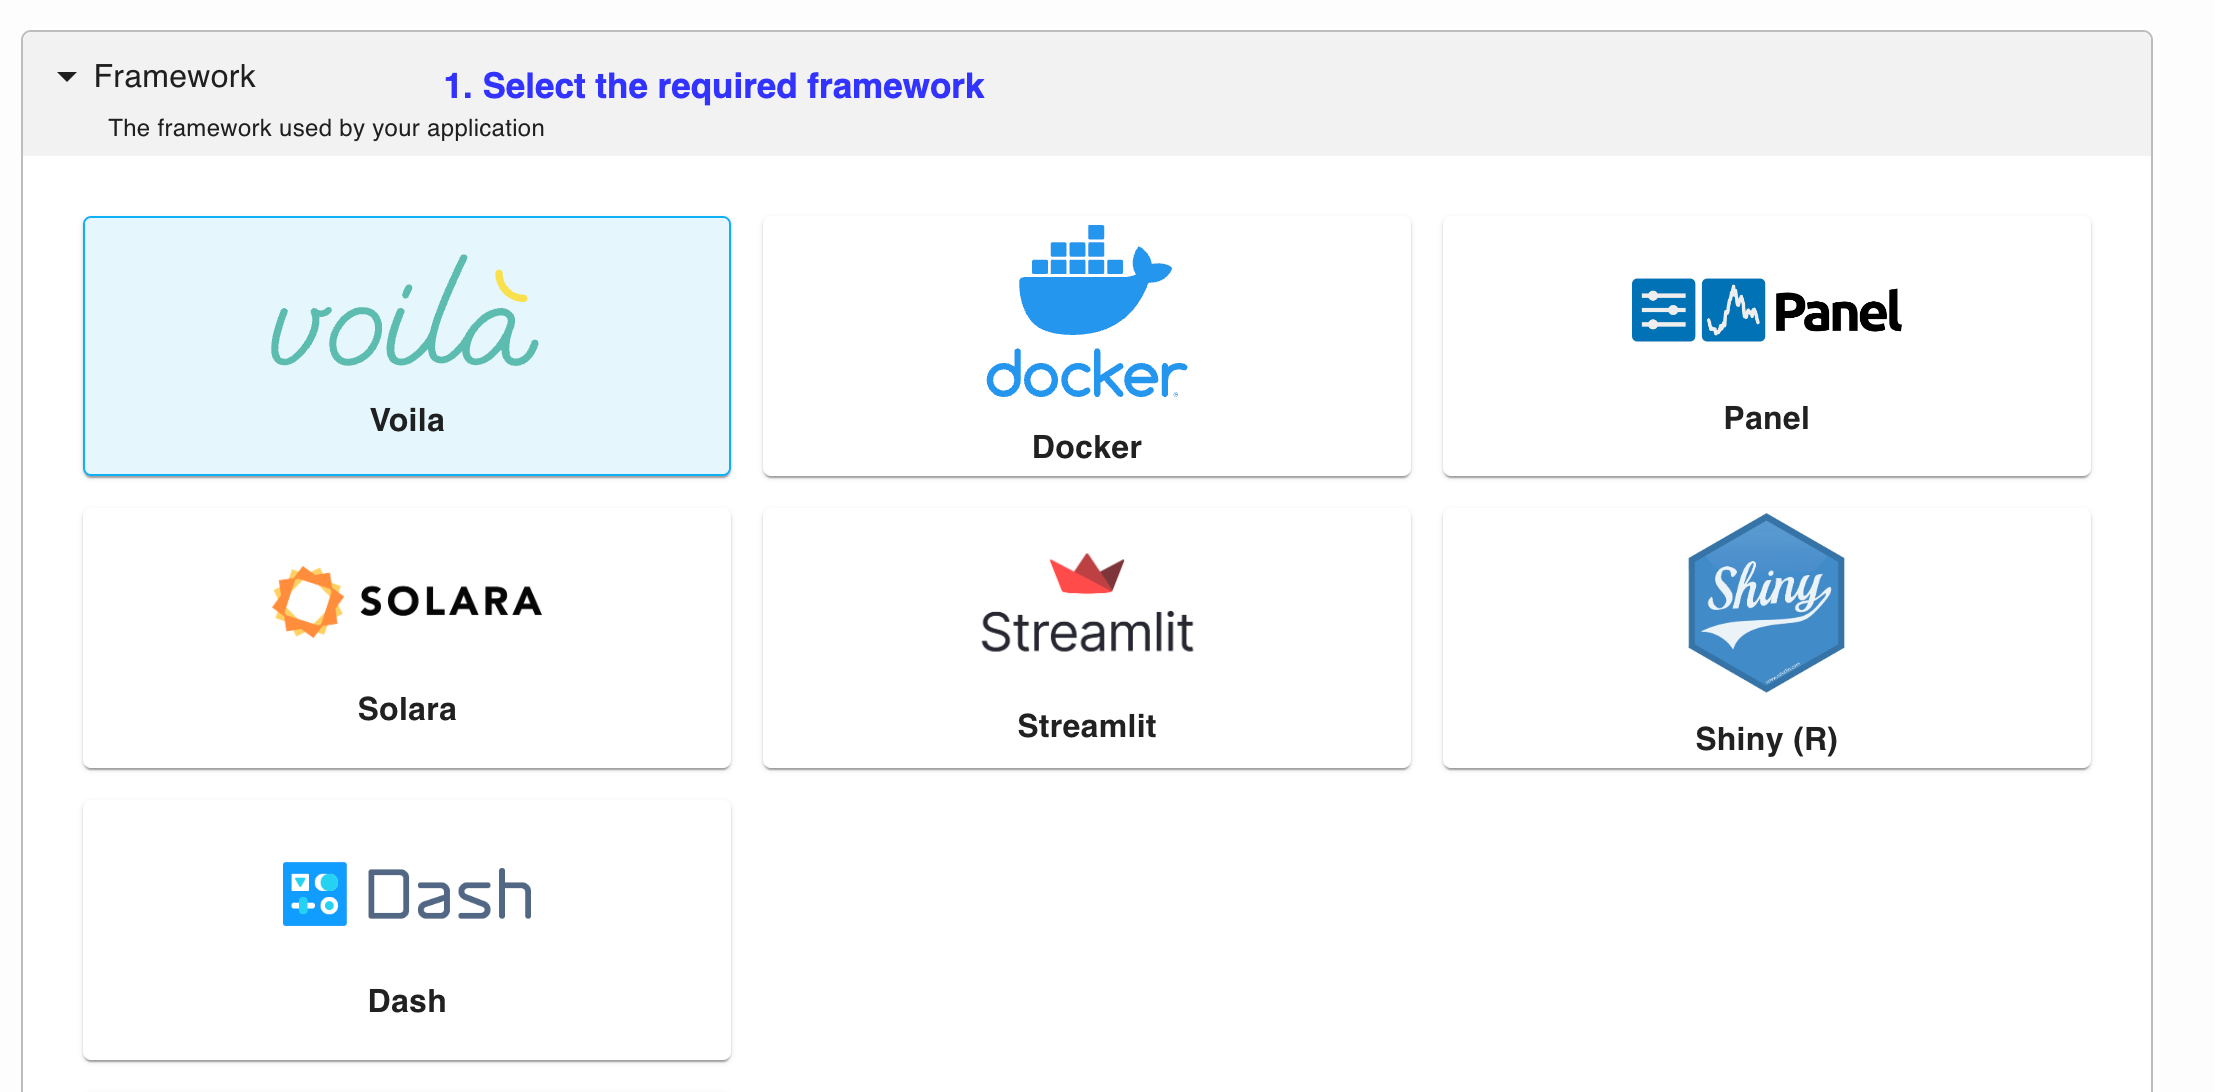 Framework
1. Select the required framework
The framework used by your application
voilà
Voila
docker
Docker
Panel
Panel
SOLARA
Solara
Streamlit
Streamlit
Shiny
Shiny (R)
Dash
Dash